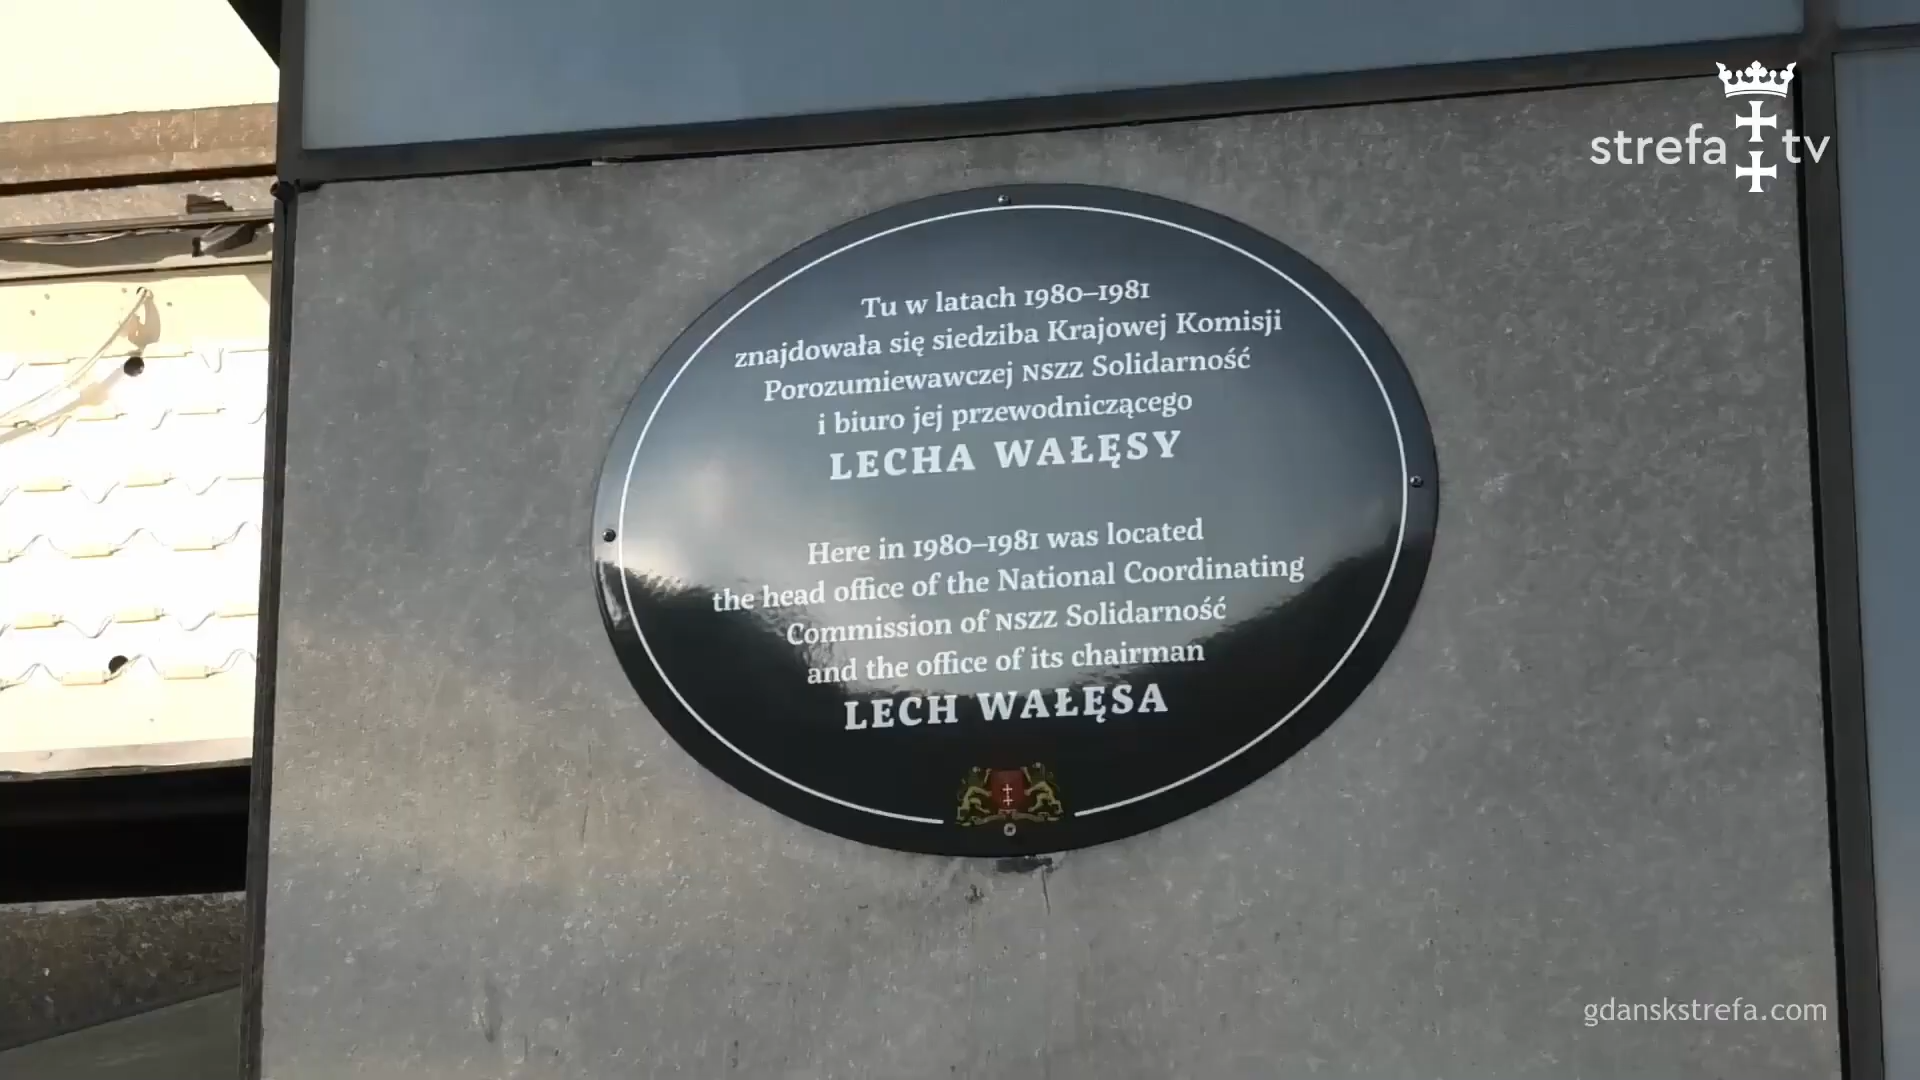 strefa tv
Tu w latach 1980–1981
znajdowała się siedziba Krajowej Komisji
Porozumiewawczej NSZZ Solidarność
i biuro jej przewodniczącego
LECHA WAŁĘSY
Here in 1980–1981 was located
the head office of the National Coordinating
Commission of NSZZ Solidarność
and the office of its chairman
LECH WAŁĘSA
gdanskstrefa.com